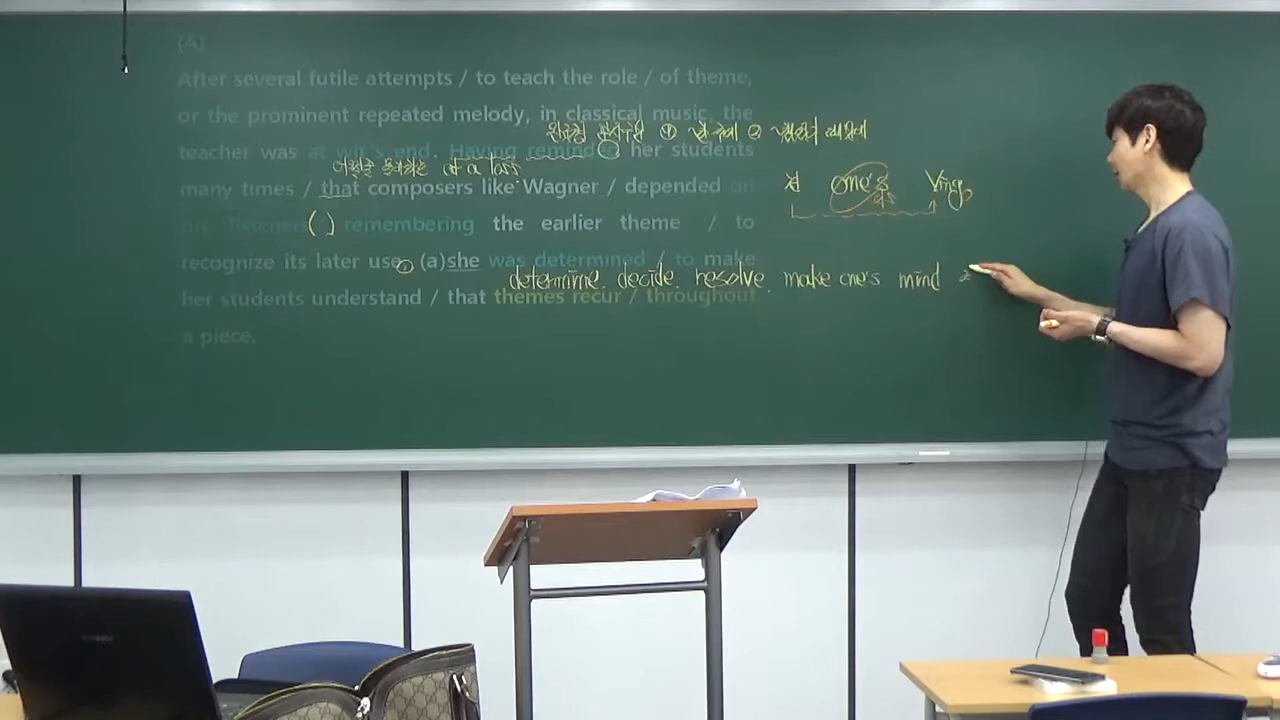 (A)
After several futile attempts / to teach the role / of theme,
or the prominent repeated melody, in classical music, the
teacher was at wit's end. Having reminded her students
at a loss
many times / that composers like Wagner / depended on
one's Ving
( ) remembering the earlier theme / to
recognize its later use, (a)she was determined / to make
determine. decide. resolve. make one's mind
her students understand / that themes recur / throughout
a piece.